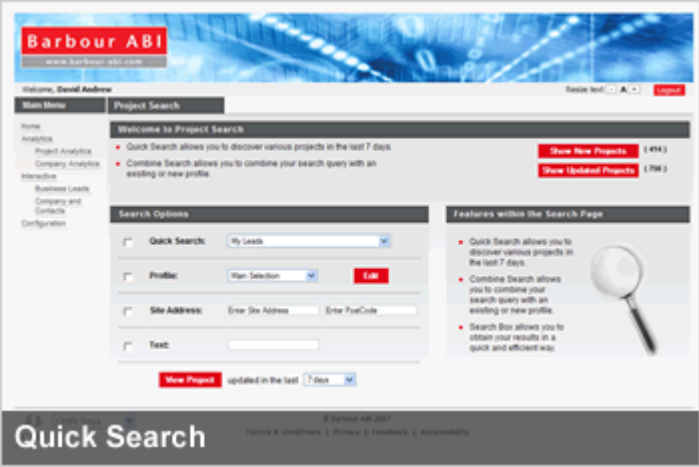 Barbour ABI
www.barbour-abi.com
Welcome, David Andrew
Resize text - A + Logout
Main Menu
Project Search
Home
Analytics
Project Analytics
Company Analytics
Interactive
Business Leads
Company and
Contacts
Configuration
Welcome to Project Search
Quick Search allows you to discover various projects in the last 7 days.
Combine Search allows you to combine your search query with an
existing or new profile.
Show New Projects ( 414 )
Show Updated Projects
Search Options
Quick Search: My Leads
Profile: Main Selection Edit
Site Address: Enter Site Address Enter PostCode
Text:
View Project updated in the last 7 days
Features within the Search Page
Quick Search allows you to
discover various projects in
the last 7 days.
Combine Search allows
you to combine your
search query with an
existing or new profile.
Search Box allows you to
obtain your results in a
quick and efficient way.
© Barbour ABI 2007
Terms & conditions | Privacy | Feedback | Accessibility
Quick Search